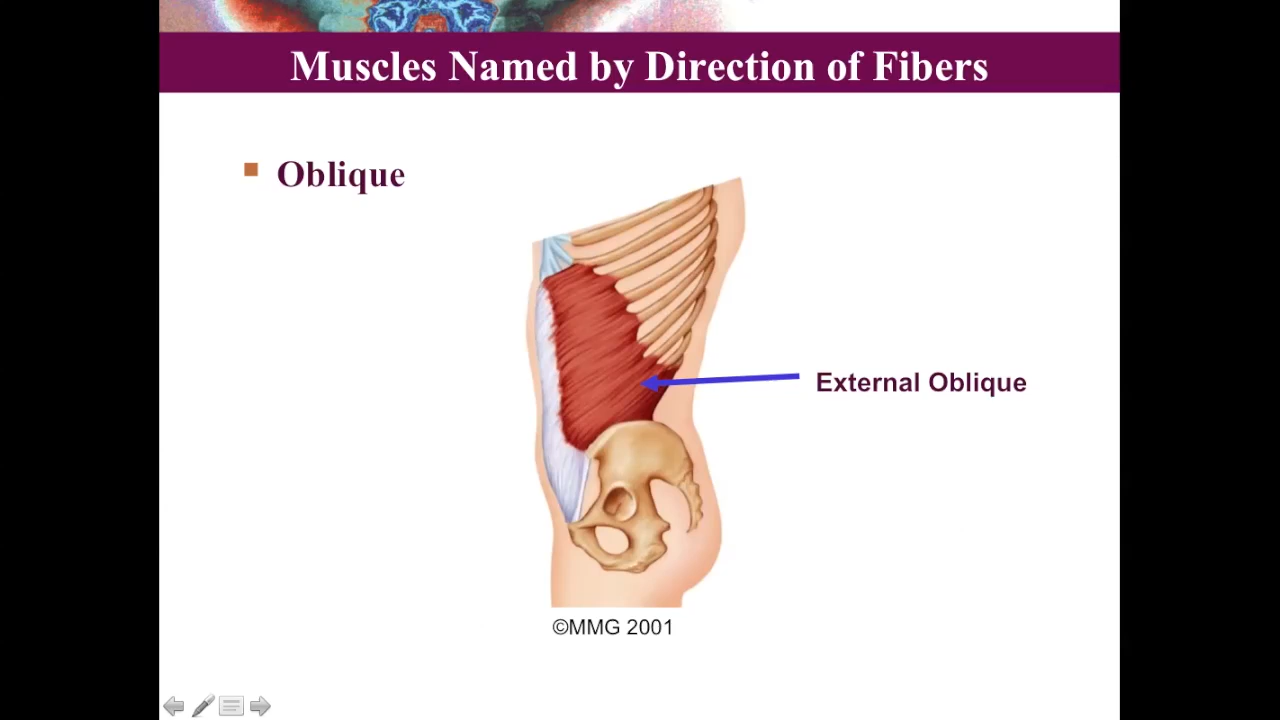 Muscles Named by Direction of Fibers
Oblique
External Oblique
©MMG 2001